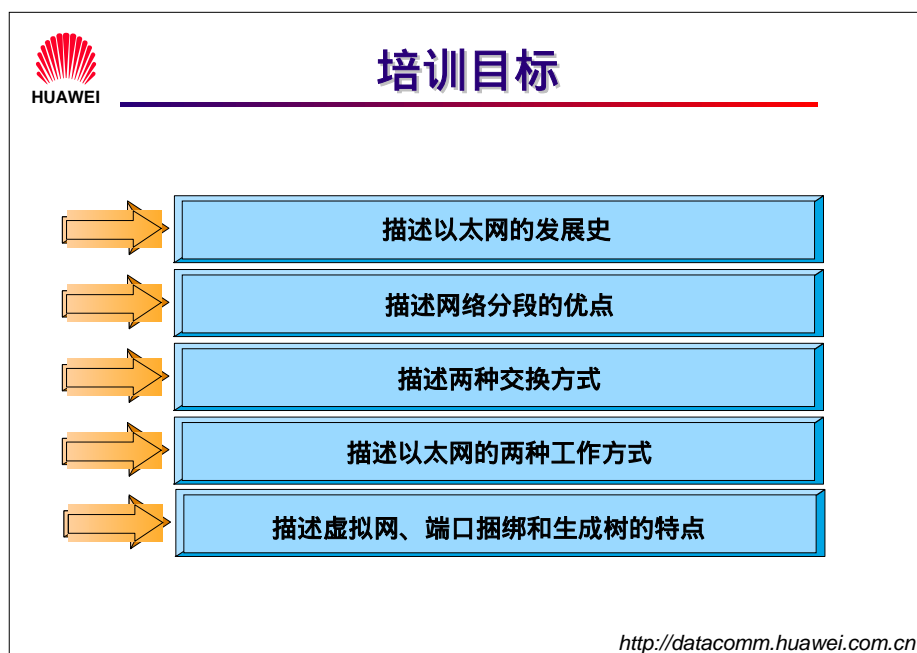 HUAWEI
培训目标
描述以太网的发展史
描述网络分段的优点
描述两种交换方式
描述以太网的两种工作方式
描述虚拟网、端口捆绑和生成树的特点
http://datacomm.huawei.com.cn